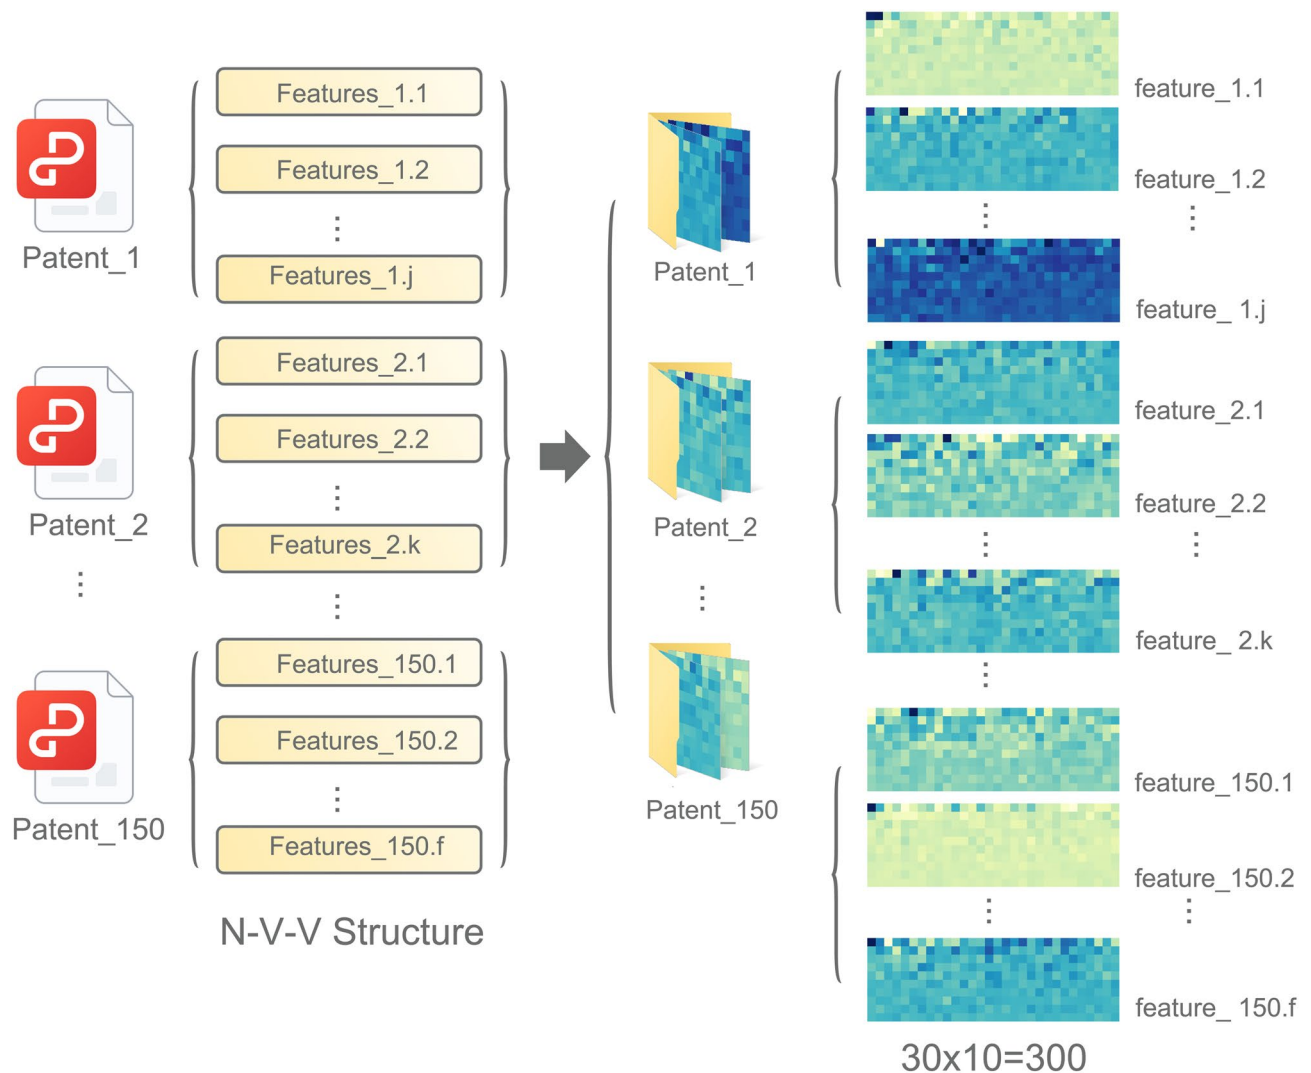 Patent_1
Features_1.1
Features_1.2
Features_1.j
Patent_2
Features_2.1
Features_2.2
Features_2.k
Patent_150
Features_150.1
Features_150.2
Features_150.f
N-V-V Structure
Patent_1
Patent_2
Patent_150
feature_1.1
feature_1.2
feature_ 1.j
feature_2.1
feature_2.2
feature_ 2.k
feature_150.1
feature_150.2
feature_ 150.f
30x10=300